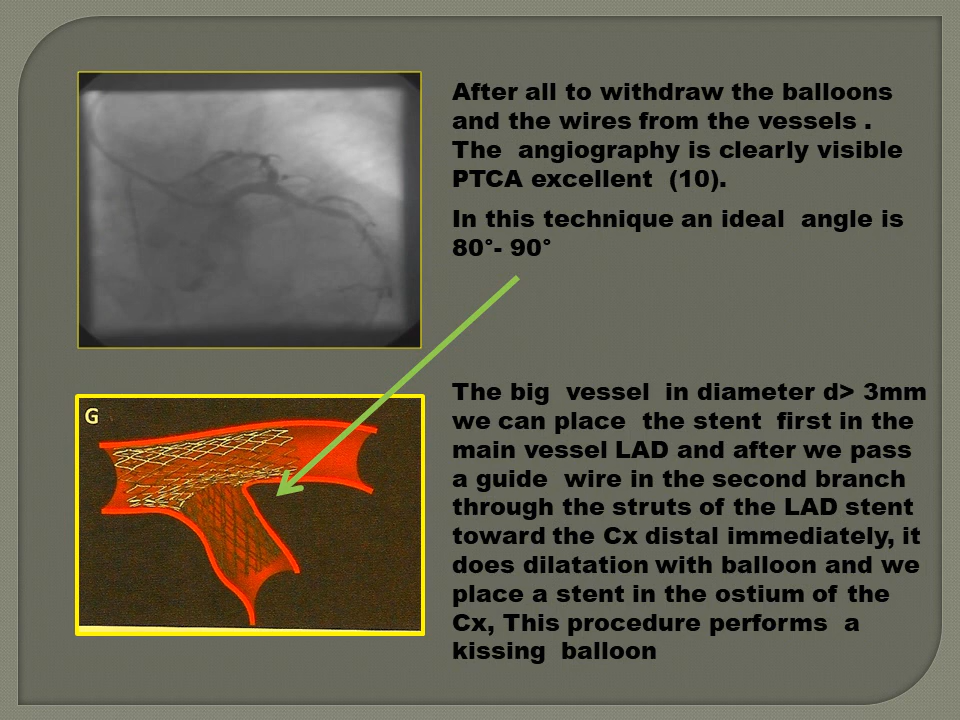 After all to withdraw the balloons
and the wires from the vessels .
The angiography is clearly visible
PTCA excellent (10).
In this technique an ideal angle is
80°- 90°
G
The big vessel in diameter d> 3mm
we can place the stent first in the
main vessel LAD and after we pass
a guide wire in the second branch
through the struts of the LAD stent
toward the Cx distal immediately, it
does dilatation with balloon and we
place a stent in the ostium of the
Cx, This procedure performs a
kissing balloon